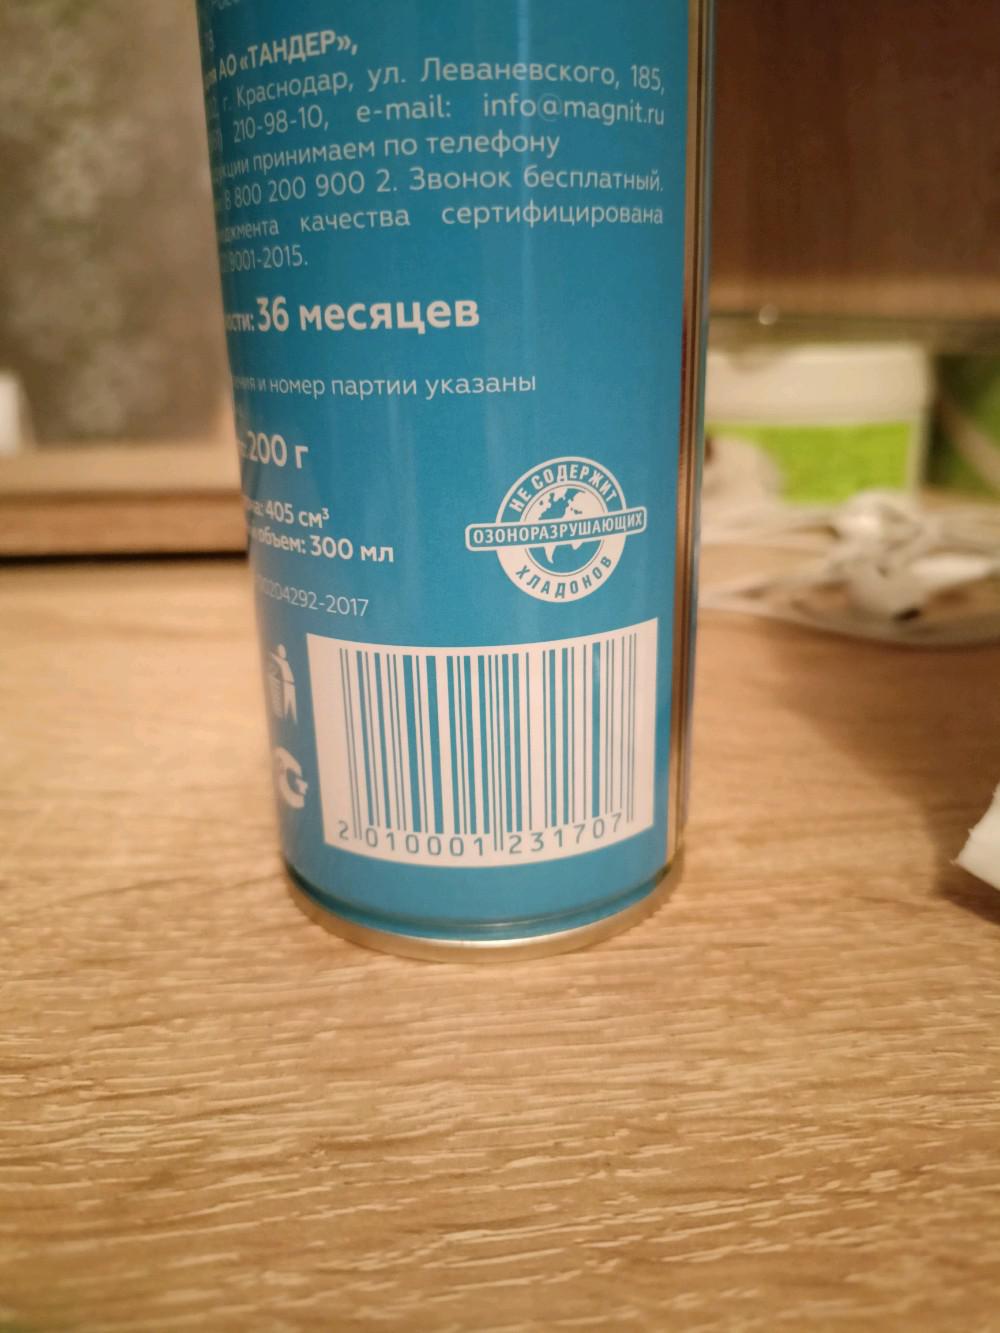 АО «ТАНДЕР»,
г. Краснодар, ул. Леваневского, 185,
210-98-10, e-mail: info@magnit.ru
принимаем по телефону
8 800 200 900 2. Звонок бесплатный.
качества сертифицирована
9001-2015.
36 месяцев
и номер партии указаны
200 г
405 см³
объем: 300 мл
00204292-2017
НЕ СОДЕРЖИТ
ОЗОНОРАЗРУШАЮЩИХ
ХЛАДОНОВ
2 010001 231707